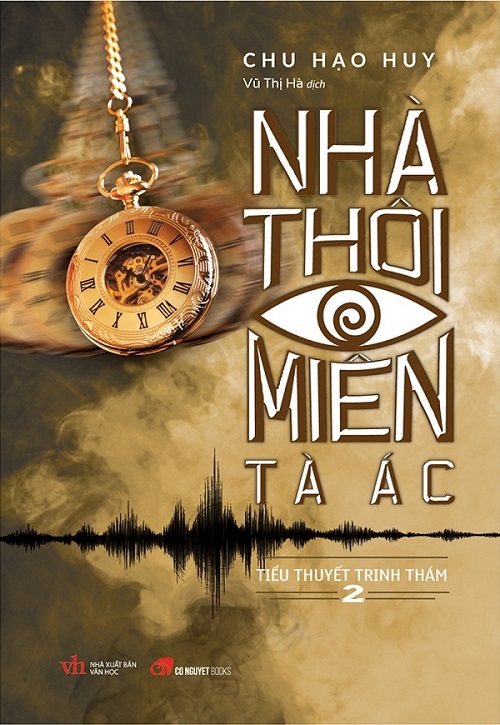 CHU HẠO HUY
Vũ Thị Hà dịch
NHÀ
THÔI
MIÊN
TÀ ÁC
TIỂU THUYẾT TRINH THÁM
2
vh NHÀ XUẤT BẢN
VĂN HỌC
CO NGUYET BOOKS